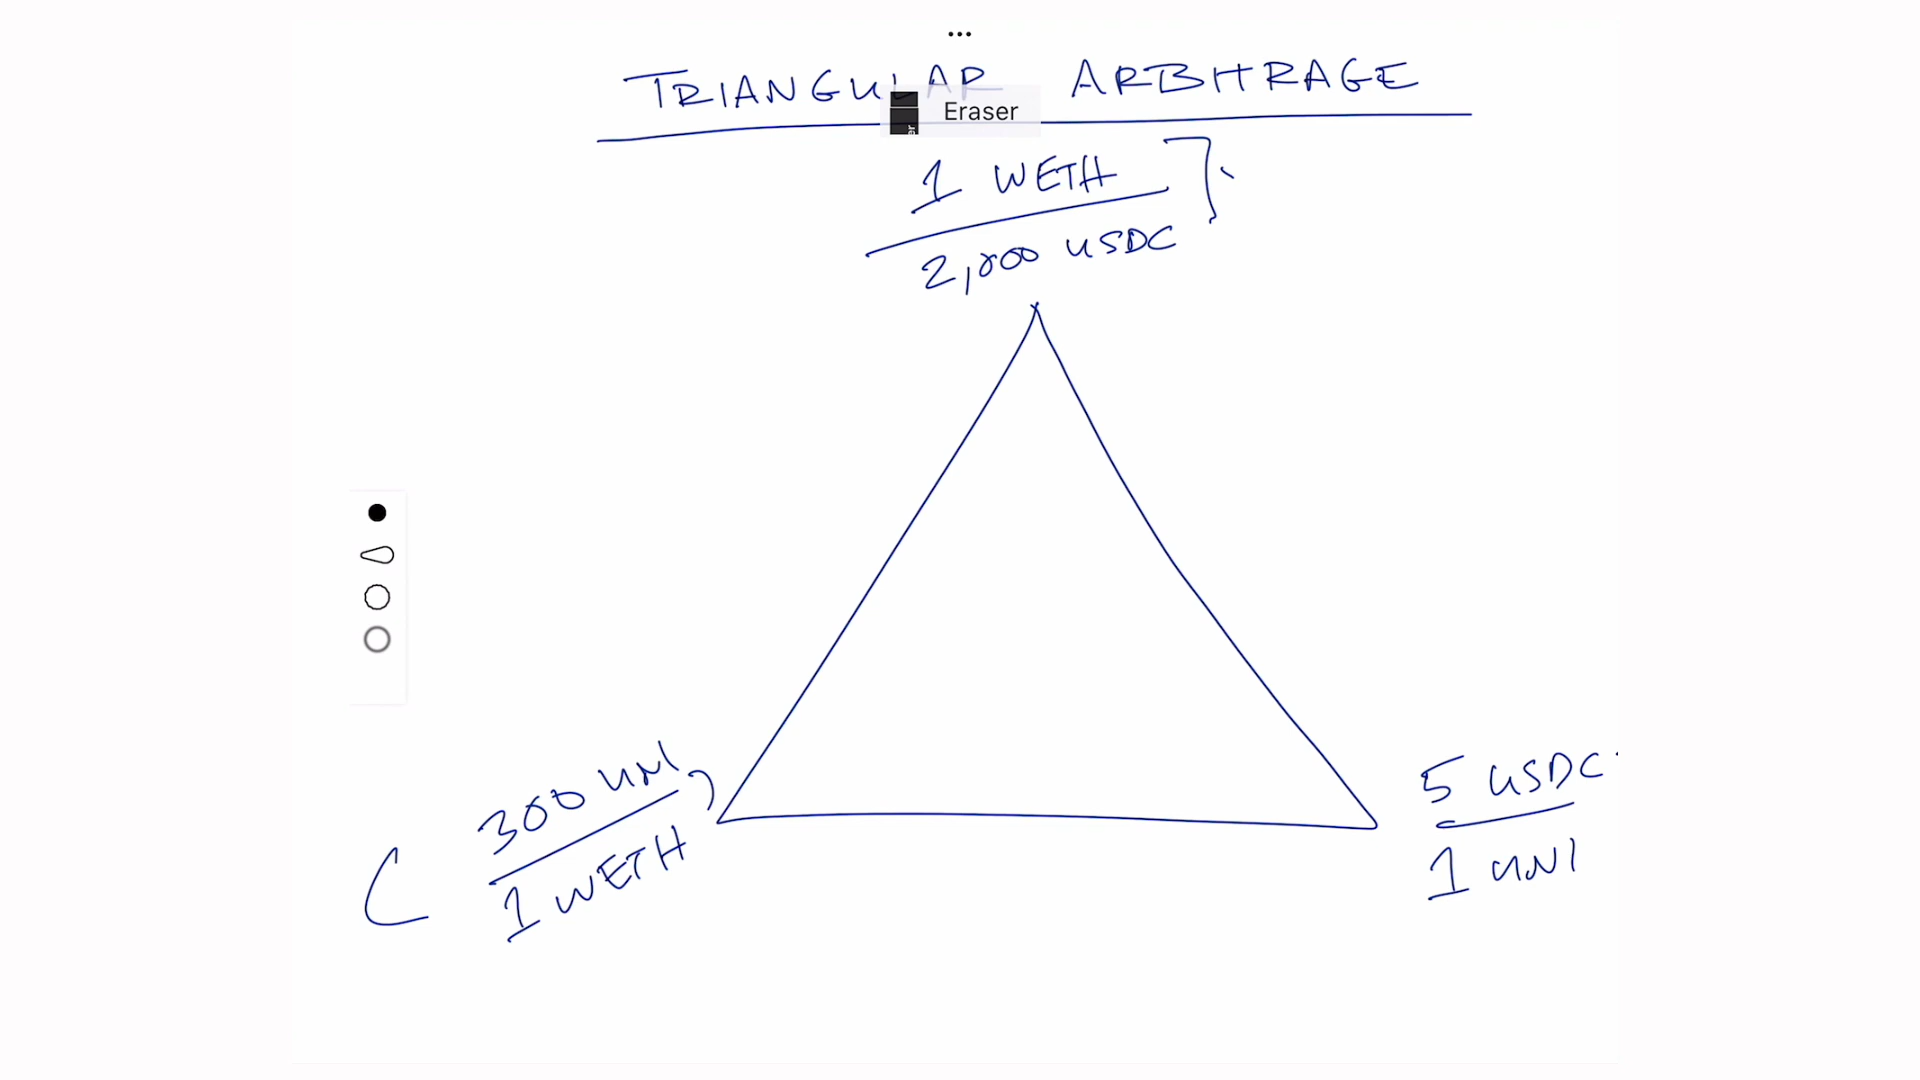 ...
TRIANGULAR ARBITRAGE
Eraser
1 WETH
2,000 USDC
300 UNI
1 WETH
5 USDC
1 UNI